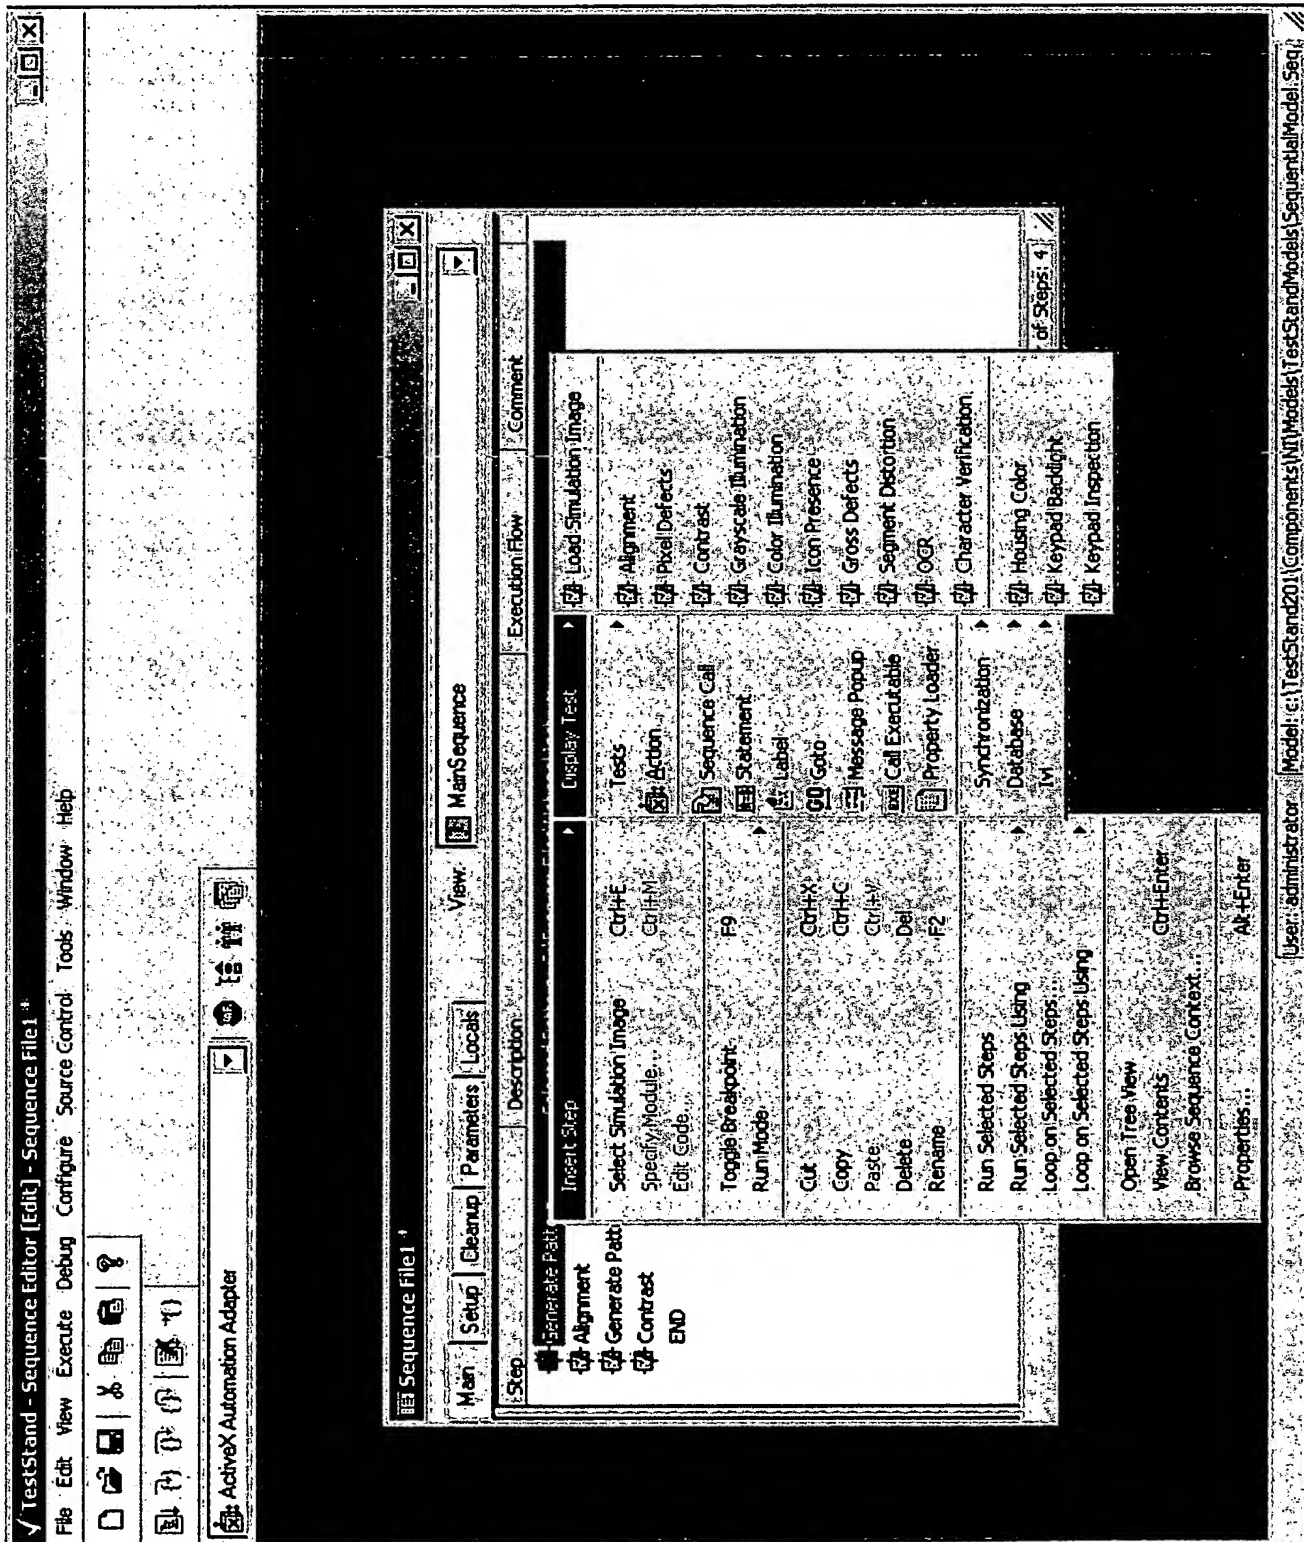 TestStand - Sequence Editor [Edit] - Sequence File1 *
File Edit View Execute Debug Configure Source Control Tools Window Help
ActiveX Automation Adapter
Sequence File1 *
Main Setup Cleanup Parameters Locals View: MainSequence
Step Description Execution Flow Comment
Generate Patt
Alignment
Generate Patt
Contrast
END
Insert Step
Select Simulation Image Ctrl+E
Specify Module... Ctrl+M
Edit Code...
Toggle Breakpoint F9
Run Mode
Cut Ctrl+X
Copy Ctrl+C
Paste Ctrl+V
Delete Del
Rename F2
Run Selected Steps
Run Selected Steps Using
Loop on Selected Steps ...
Loop on Selected Steps Using
Open Tree View
View Contents Ctrl+Enter
Browse Sequence Context...
Properties... Alt+Enter
Display Test
Tests
Action
Sequence Call
Statement
Label
GO Goto
Message Popup
Call Executable
Property Loader
Synchronization
Database
IVI
Load Simulation Image
Alignment
Pixel Defects
Contrast
Grayscale Illumination
Color Illumination
Icon Presence
Gross Defects
Segment Distortion
OCR
Character Verification
Housing Color
Keypad Backlight
Keypad Inspection
of Steps: 4
User: administrator Model: c:\TestStand201\Components\NI\Models\TestStandModels\SequentialModel.Seq